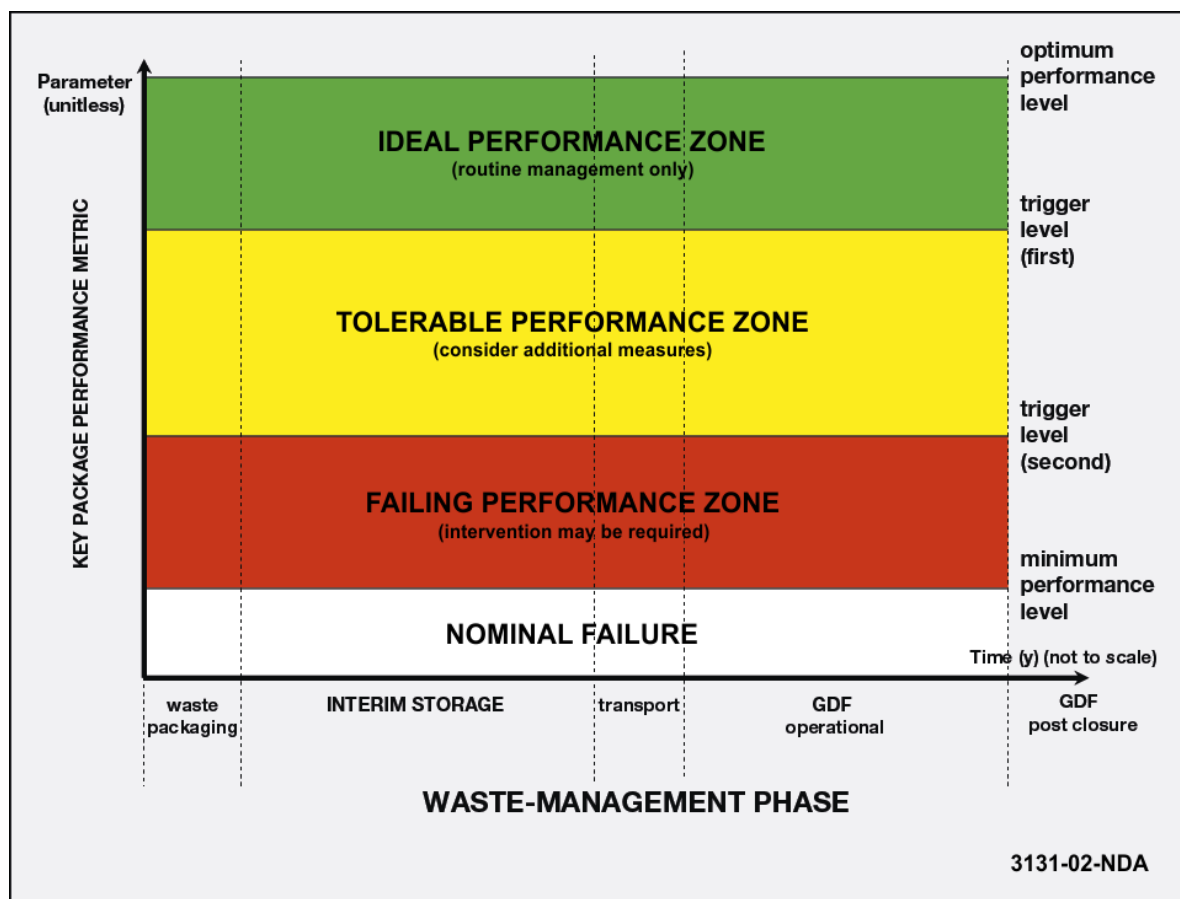 Parameter
(unitless)
KEY PACKAGE PERFORMANCE METRIC
IDEAL PERFORMANCE ZONE
(routine management only)
TOLERABLE PERFORMANCE ZONE
(consider additional measures)
FAILING PERFORMANCE ZONE
(intervention may be required)
NOMINAL FAILURE
optimum
performance
level
trigger
level
(first)
trigger
level
(second)
minimum
performance
level
Time (y) (not to scale)
waste
packaging
INTERIM STORAGE
transport
GDF
operational
GDF
post closure
WASTE-MANAGEMENT PHASE
3131-02-NDA